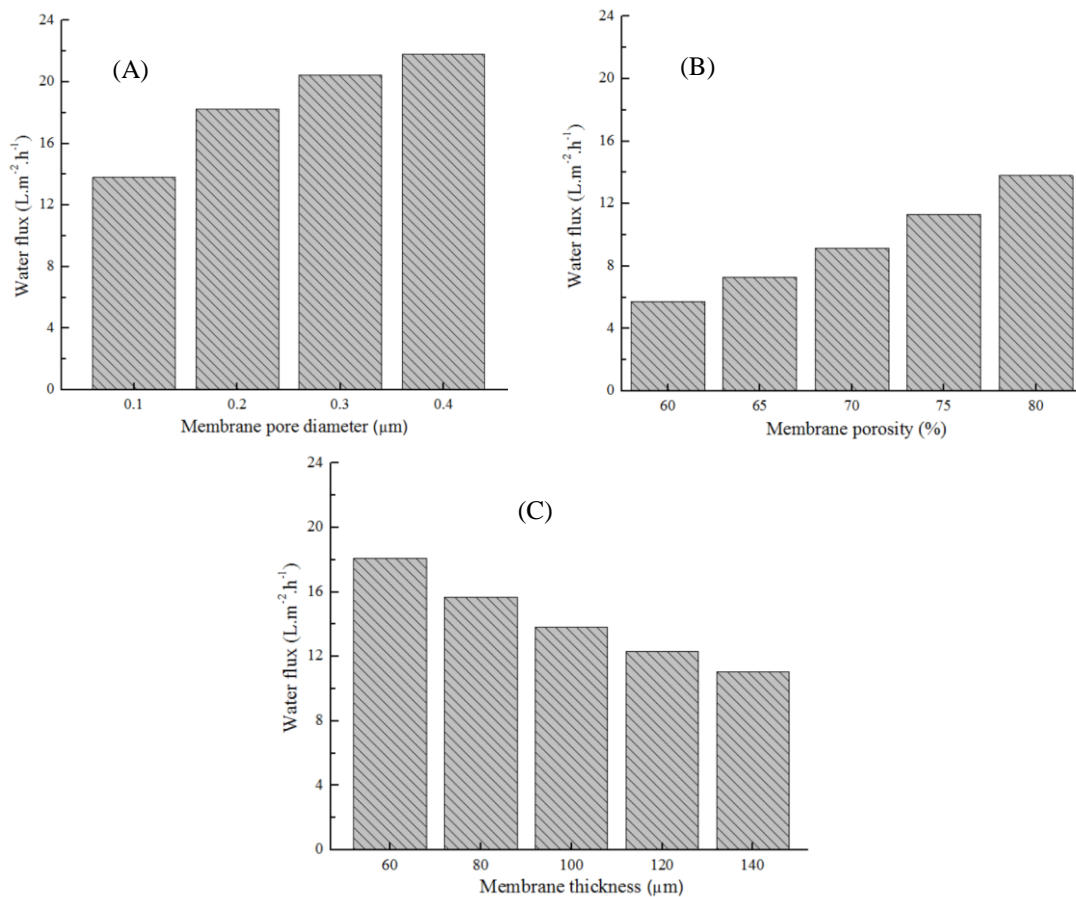 (A)
Water flux (L.m⁻².h⁻¹)
24
20
16
12
8
4
0
0.1 0.2 0.3 0.4
Membrane pore diameter (µm)
(B)
Water flux (L.m⁻².h⁻¹)
24
20
16
12
8
4
0
60 65 70 75 80
Membrane porosity (%)
(C)
Water flux (L.m⁻².h⁻¹)
24
20
16
12
8
4
0
60 80 100 120 140
Membrane thickness (µm)